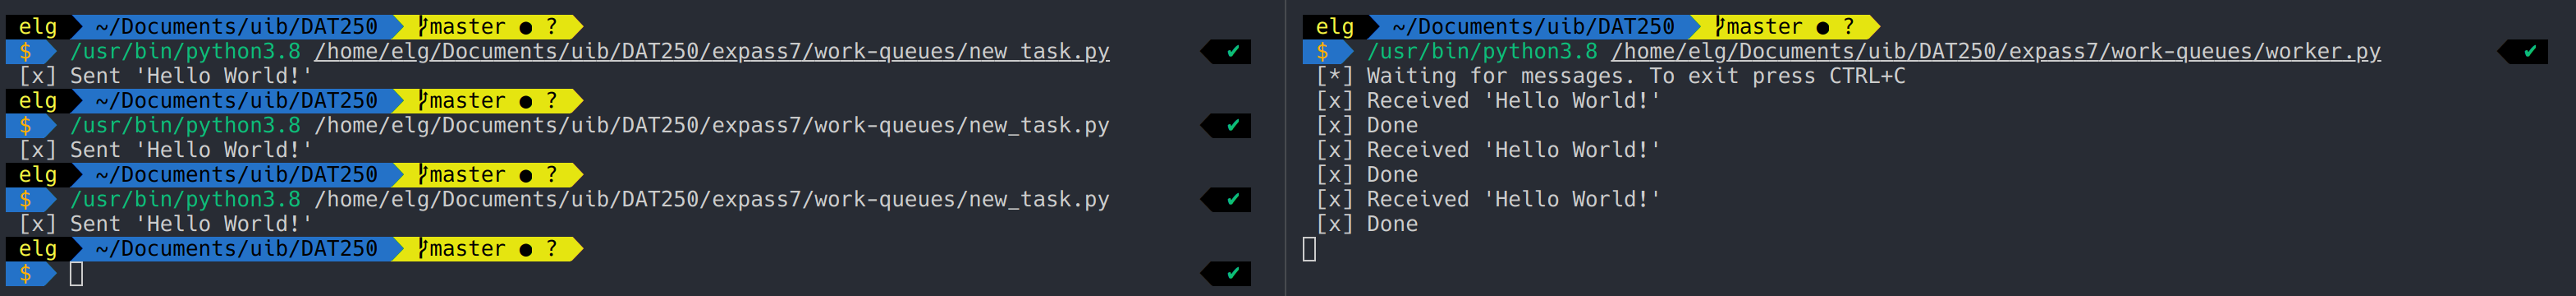 elg ~/Documents/uib/DAT250 master ● ?
$ /usr/bin/python3.8 /home/elg/Documents/uib/DAT250/expass7/work-queues/new_task.py ✔
[x] Sent 'Hello World!'
elg ~/Documents/uib/DAT250 master ● ?
$ /usr/bin/python3.8 /home/elg/Documents/uib/DAT250/expass7/work-queues/new_task.py ✔
[x] Sent 'Hello World!'
elg ~/Documents/uib/DAT250 master ● ?
$ /usr/bin/python3.8 /home/elg/Documents/uib/DAT250/expass7/work-queues/new_task.py ✔
[x] Sent 'Hello World!'
elg ~/Documents/uib/DAT250 master ● ?
$ ✔
elg ~/Documents/uib/DAT250 master ● ?
$ /usr/bin/python3.8 /home/elg/Documents/uib/DAT250/expass7/work-queues/worker.py ✔
[*] Waiting for messages. To exit press CTRL+C
[x] Received 'Hello World!'
[x] Done
[x] Received 'Hello World!'
[x] Done
[x] Received 'Hello World!'
[x] Done